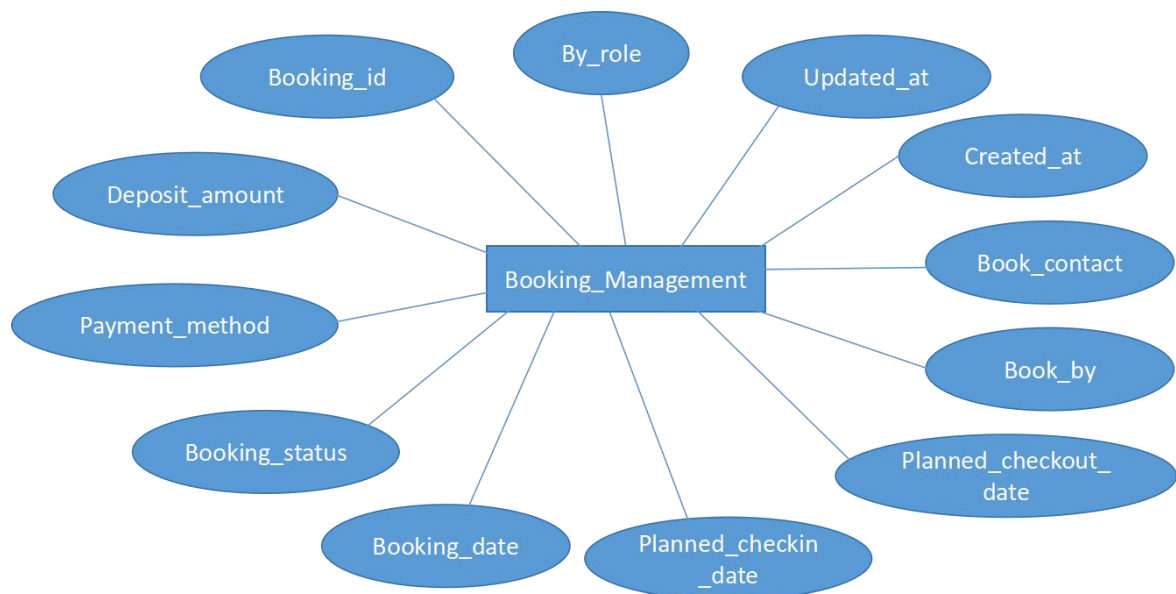 By_role
Booking_id
Updated_at
Created_at
Deposit_amount
Book_contact
Booking_Management
Payment_method
Book_by
Booking_status
Planned_checkout_
date
Booking_date
Planned_checkin
_date